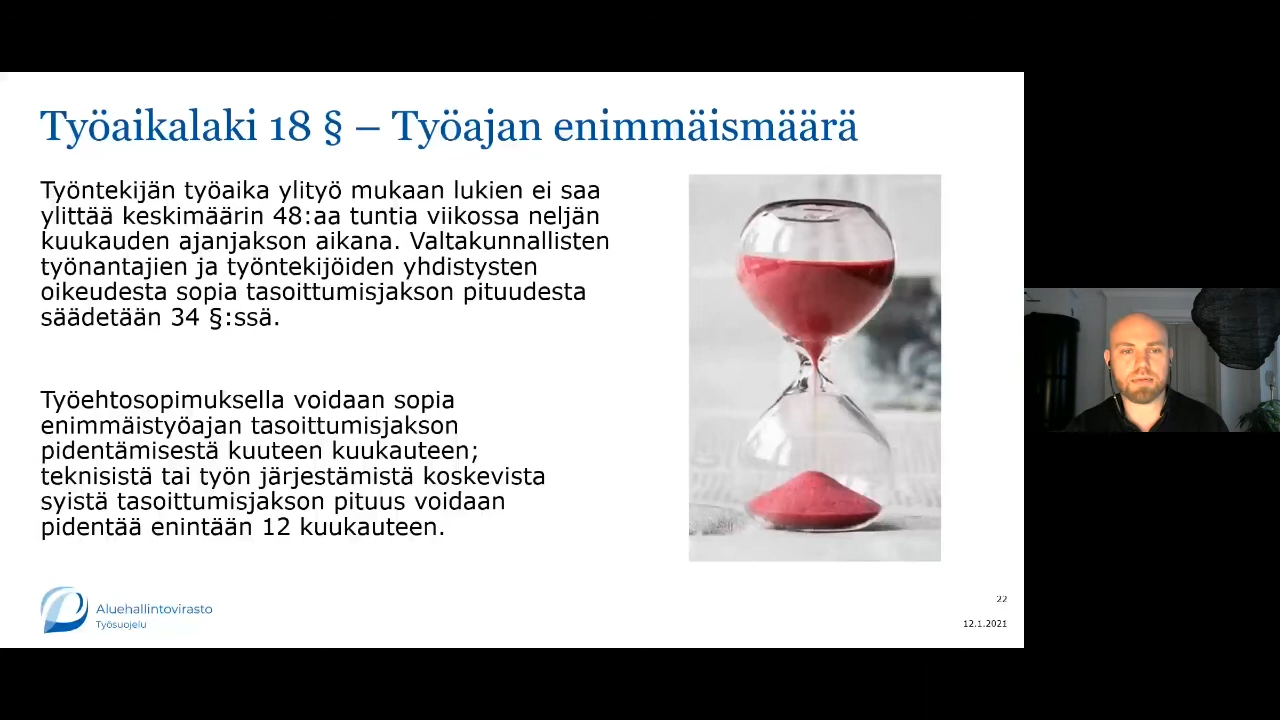 Työaikalaki 18 § – Työajan enimmäismäärä
Työntekijän työaika ylityö mukaan lukien ei saa
ylittää keskimäärin 48:aa tuntia viikossa neljän
kuukauden ajanjakson aikana. Valtakunnallisten
työnantajien ja työntekijöiden yhdistysten
oikeudesta sopia tasoittumisjakson pituudesta
säädetään 34 §:ssä.
Työehtosopimuksella voidaan sopia
enimmäistyöajan tasoittumisjakson
pidentämisestä kuuteen kuukauteen;
teknisistä tai työn järjestämistä koskevista
syistä tasoittumisjakson pituus voidaan
pidentää enintään 12 kuukauteen.
Aluehallintovirasto
Työsuojelu
22
12.1.2021